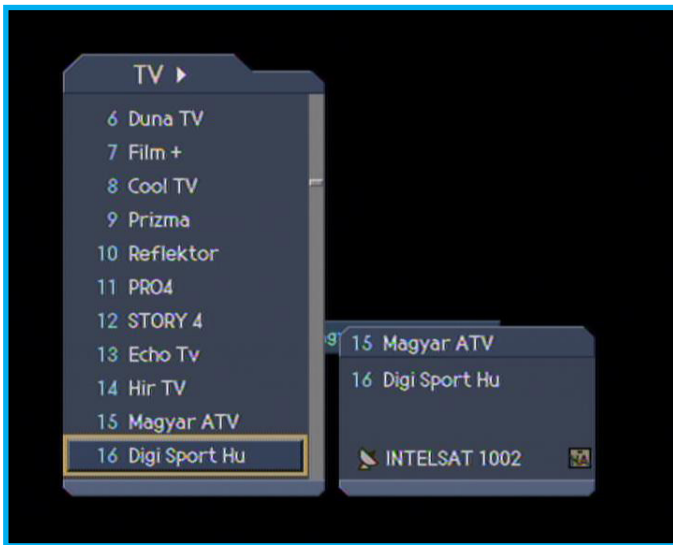 TV
6 Duna TV
7 Film +
8 Cool TV
9 Prizma
10 Reflektor
11 PRO4
12 STORY 4
13 Echo Tv
14 Hir TV
15 Magyar ATV
16 Digi Sport Hu
15 Magyar ATV
16 Digi Sport Hu
INTELSAT 1002